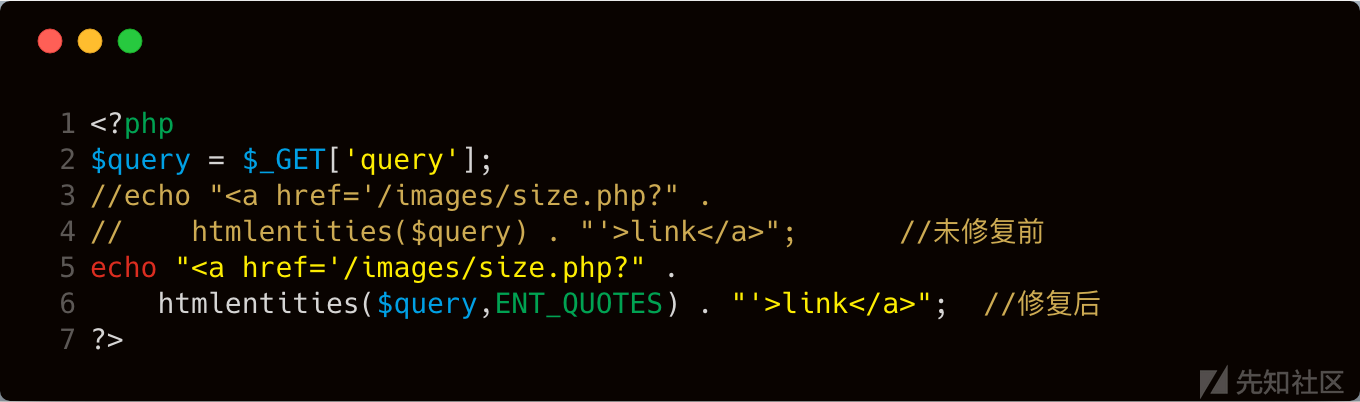 1 <?php
2 $query = $_GET['query'];
3 //echo "<a href='/images/size.php?" .
4 //    htmlentities($query) . "'>link</a>";      //未修复前
5 echo "<a href='/images/size.php?" .
6     htmlentities($query,ENT_QUOTES) . "'>link</a>";  //修复后
7 ?>
先知社区